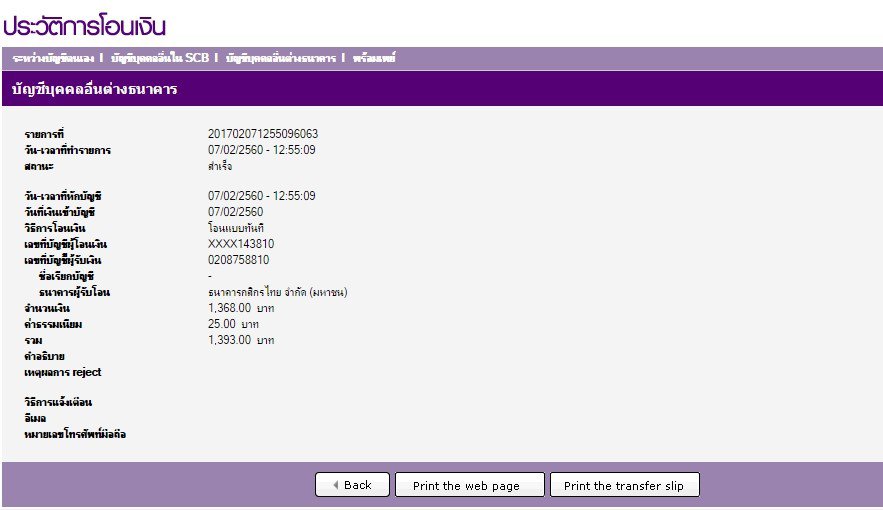 ประวัติการโอนเงิน
ระหว่างบัญชีตนเอง | บัญชีบุคคลอื่นใน SCB | บัญชีบุคคลอื่นต่างธนาคาร | พร้อมเพย์
บัญชีบุคคลอื่นต่างธนาคาร
รายการที่ 201702071255096063
วัน-เวลาที่ทำรายการ 07/02/2560 - 12:55:09
สถานะ สำเร็จ
วัน-เวลาที่หักบัญชี 07/02/2560 - 12:55:09
วันที่เงินเข้าบัญชี 07/02/2560
วิธีการโอนเงิน โอนแบบทันที
เลขที่บัญชีผู้โอนเงิน XXXX143810
เลขที่บัญชีผู้รับเงิน 0208758810
ชื่อเรียกบัญชี -
ธนาคารผู้รับโอน ธนาคารกสิกรไทย จำกัด (มหาชน)
จำนวนเงิน 1,368.00 บาท
ค่าธรรมเนียม 25.00 บาท
รวม 1,393.00 บาท
คำอธิบาย
เหตุผลการ reject
วิธีการแจ้งเตือน
อีเมล
หมายเลขโทรศัพท์มือถือ
Back Print the web page Print the transfer slip